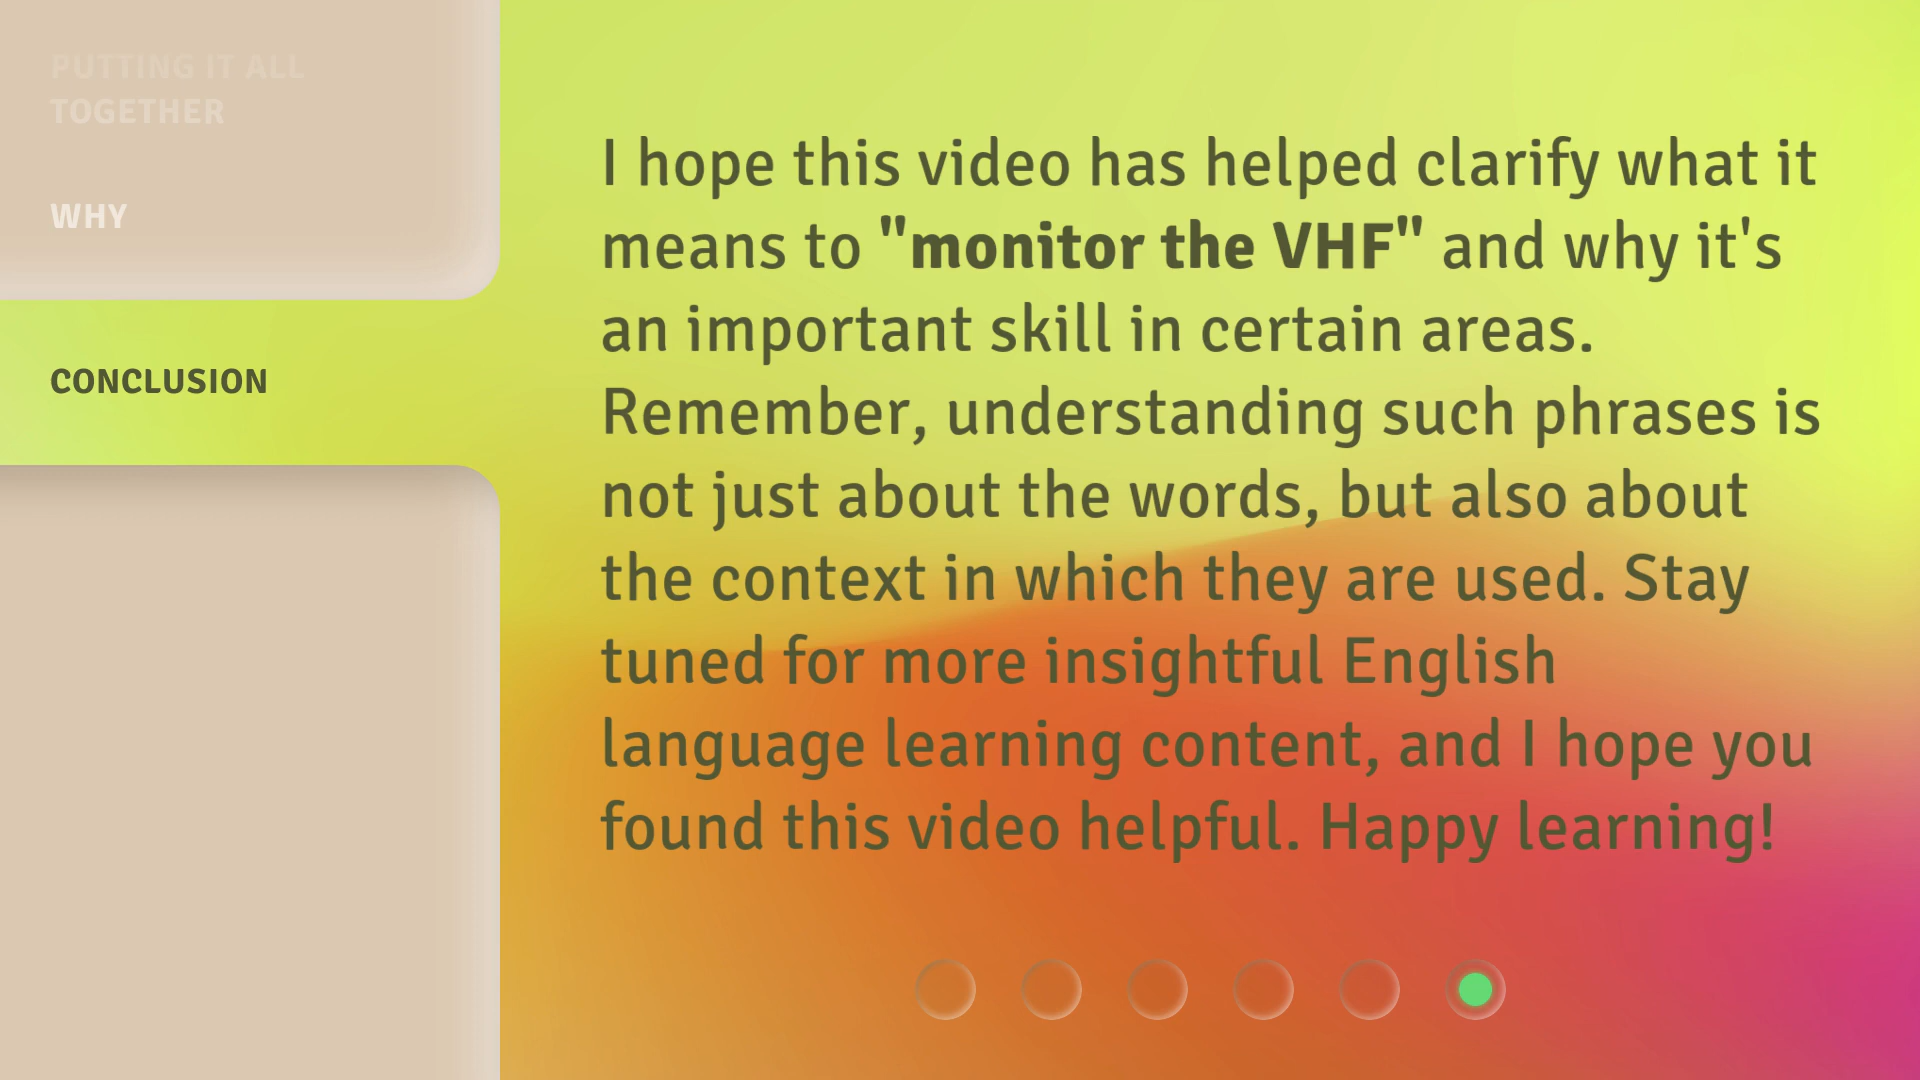 PUTTING IT ALL
TOGETHER
WHY
CONCLUSION
I hope this video has helped clarify what it
means to "monitor the VHF" and why it's
an important skill in certain areas.
Remember, understanding such phrases is
not just about the words, but also about
the context in which they are used. Stay
tuned for more insightful English
language learning content, and I hope you
found this video helpful. Happy learning!